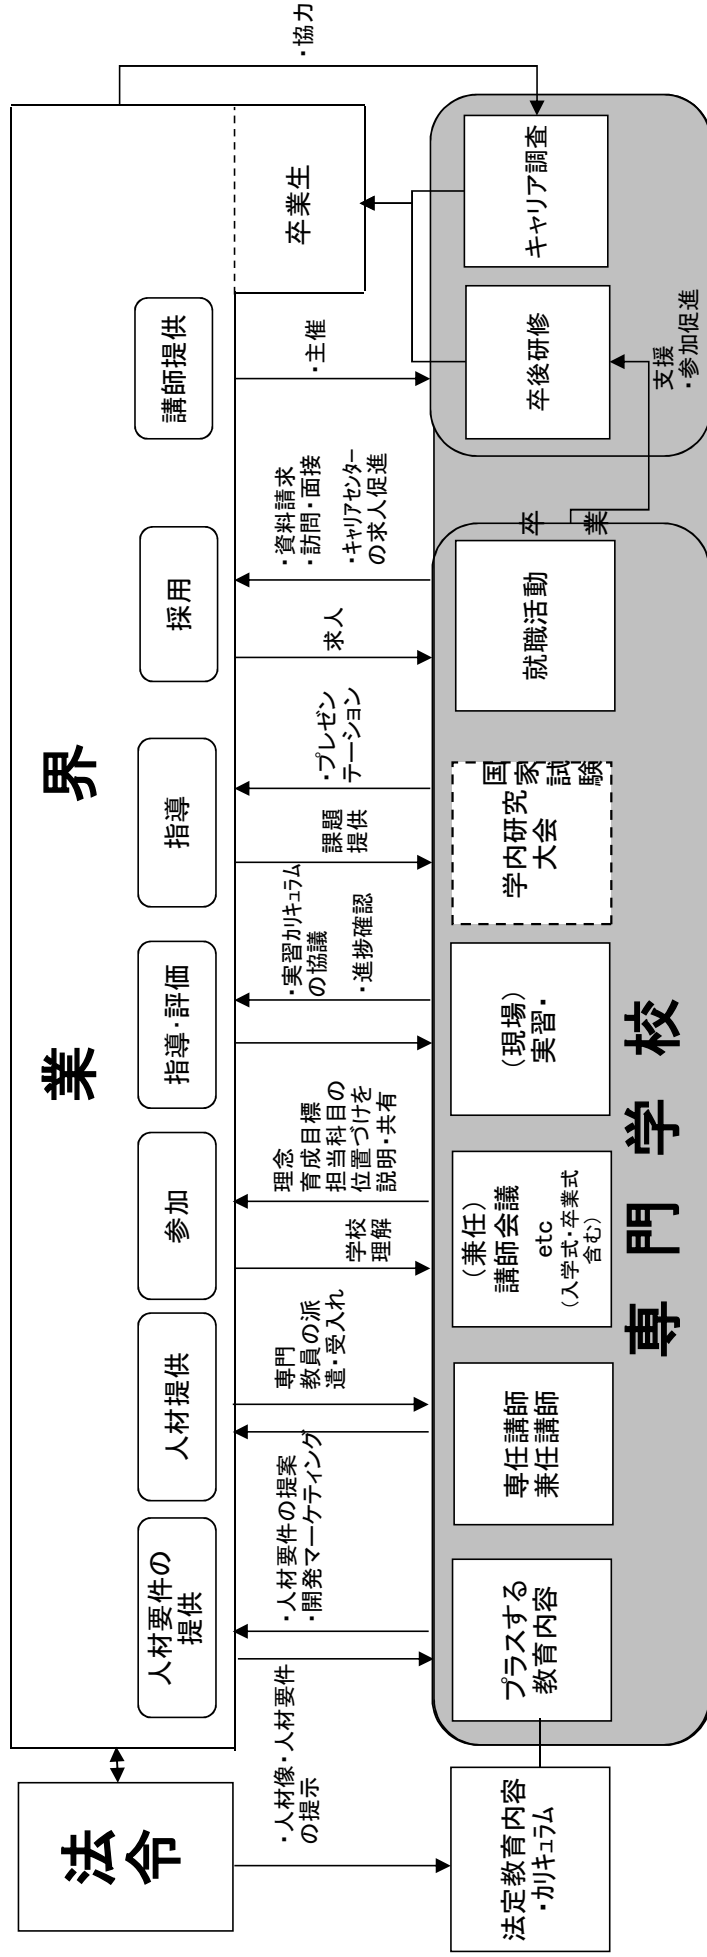 法令
業界
人材要件の
提供
人材提供
参加
指導・評価
指導
採用
講師提供
卒業生
・協力
・人材像・人材要件
の提示
・人材要件の提案
・開発マーケティング
専門
教員の派
遣・受入れ
学校
理解
理念
育成目標
担当科目の
位置づけを
説明・共有
・実習カリキュラム
の協議
・進捗確認
課題
提供
・プレゼン
テーション
求人
・資料請求
・訪問・面接
・キャリアセンター
の求人促進
・主催
法定教育内容
・カリキュラム
プラスする
教育内容
専任講師
兼任講師
(兼任)
講師会議
etc
(入学式・卒業式
含む)
(現場)
実習・
学内研究
大会
国家試験
就職活動
卒業
卒後研修
キャリア調査
支援
・参加促進
専門学校